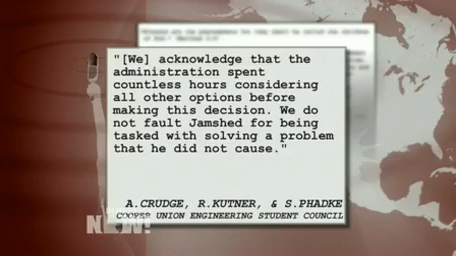 "[We] acknowledge that the
administration spent
countless hours considering
all other options before
making this decision. We do
not fault Jamshed for being
tasked with solving a problem
that he did not cause."
A.CRUDGE, R.KUTNER, & S.PHADKE
COOPER UNION ENGINEERING STUDENT COUNCIL
NOW!